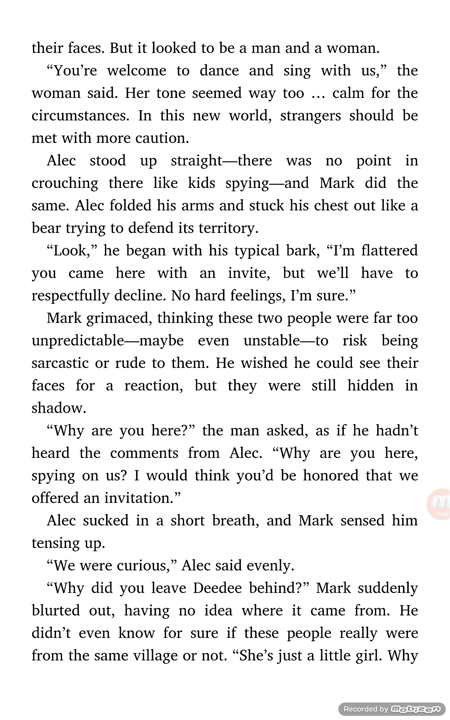 their faces. But it looked to be a man and a woman.
“You’re welcome to dance and sing with us,” the
woman said. Her tone seemed way too … calm for the
circumstances. In this new world, strangers should be
met with more caution.
Alec stood up straight—there was no point in
crouching there like kids spying—and Mark did the
same. Alec folded his arms and stuck his chest out like a
bear trying to defend its territory.
“Look,” he began with his typical bark, “I’m flattered
you came here with an invite, but we’ll have to
respectfully decline. No hard feelings, I’m sure.”
Mark grimaced, thinking these two people were far too
unpredictable—maybe even unstable—to risk being
sarcastic or rude to them. He wished he could see their
faces for a reaction, but they were still hidden in
shadow.
“Why are you here?” the man asked, as if he hadn’t
heard the comments from Alec. “Why are you here,
spying on us? I would think you’d be honored that we
offered an invitation.”
Alec sucked in a short breath, and Mark sensed him
tensing up.
“We were curious,” Alec said evenly.
“Why did you leave Deedee behind?” Mark suddenly
blurted out, having no idea where it came from. He
didn’t even know for sure if these people really were
from the same village or not. “She’s just a little girl. Why
Recorded by mobizen